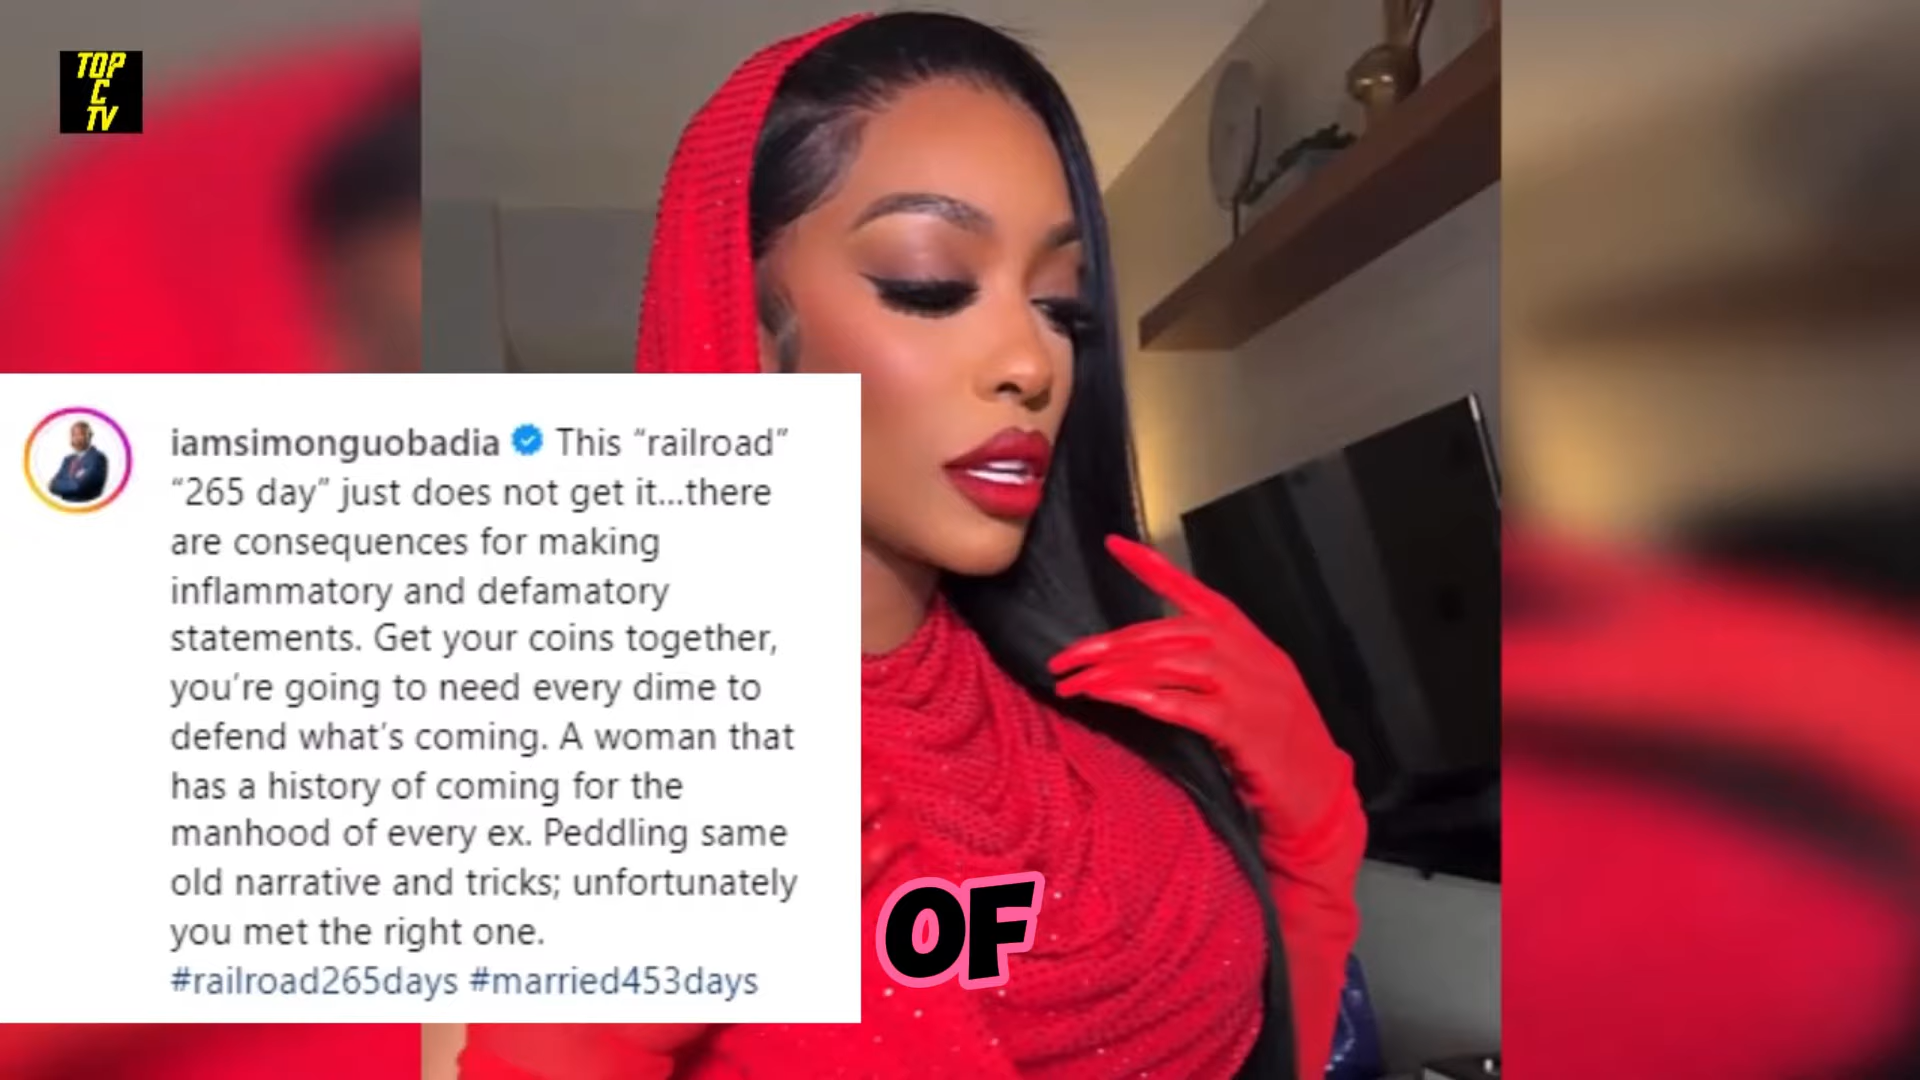 TOP
C
TV
iamsimonguobadia This “railroad”
“265 day” just does not get it...there
are consequences for making
inflammatory and defamatory
statements. Get your coins together,
you’re going to need every dime to
defend what’s coming. A woman that
has a history of coming for the
manhood of every ex. Peddling same
old narrative and tricks; unfortunately
you met the right one.
#railroad265days #married453days
OF